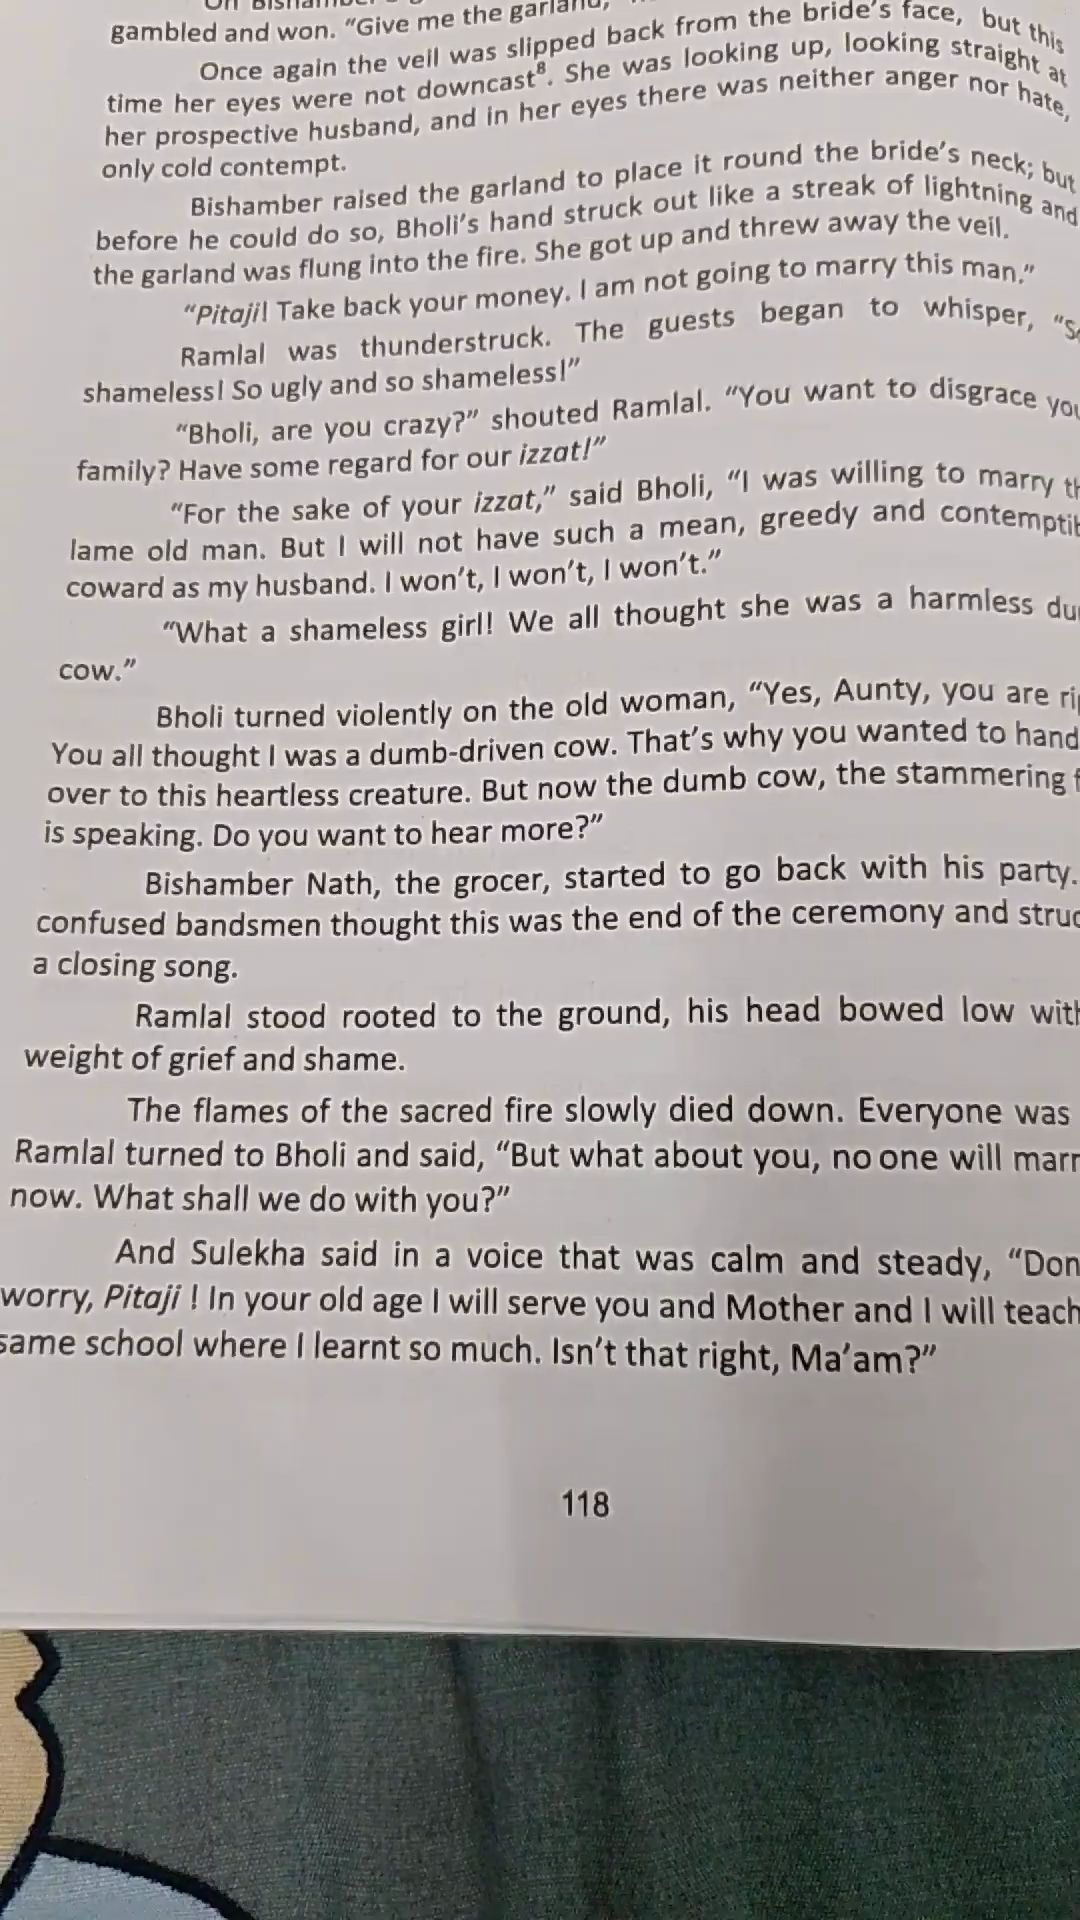 gambled and won. “Give me the garland,
Once again the veil was slipped back from the bride’s face, but this
time her eyes were not downcast⁸. She was looking up, looking straight at
her prospective husband, and in her eyes there was neither anger nor hate,
only cold contempt.
Bishamber raised the garland to place it round the bride’s neck; but
before he could do so, Bholi’s hand struck out like a streak of lightning and
the garland was flung into the fire. She got up and threw away the veil.
“Pitaji! Take back your money. I am not going to marry this man.”
Ramlal was thunderstruck. The guests began to whisper, “So
shameless! So ugly and so shameless!”
“Bholi, are you crazy?” shouted Ramlal. “You want to disgrace you
family? Have some regard for our izzat!”
“For the sake of your izzat,” said Bholi, “I was willing to marry th
lame old man. But I will not have such a mean, greedy and contemptib
coward as my husband. I won’t, I won’t, I won’t.”
“What a shameless girl! We all thought she was a harmless du
cow.”
Bholi turned violently on the old woman, “Yes, Aunty, you are ri
You all thought I was a dumb-driven cow. That’s why you wanted to hand
over to this heartless creature. But now the dumb cow, the stammering f
is speaking. Do you want to hear more?”
Bishamber Nath, the grocer, started to go back with his party.
confused bandsmen thought this was the end of the ceremony and struc
a closing song.
Ramlal stood rooted to the ground, his head bowed low with
weight of grief and shame.
The flames of the sacred fire slowly died down. Everyone was
Ramlal turned to Bholi and said, “But what about you, no one will marr
now. What shall we do with you?”
And Sulekha said in a voice that was calm and steady, “Don
worry, Pitaji ! In your old age I will serve you and Mother and I will teach
same school where I learnt so much. Isn’t that right, Ma’am?”
118